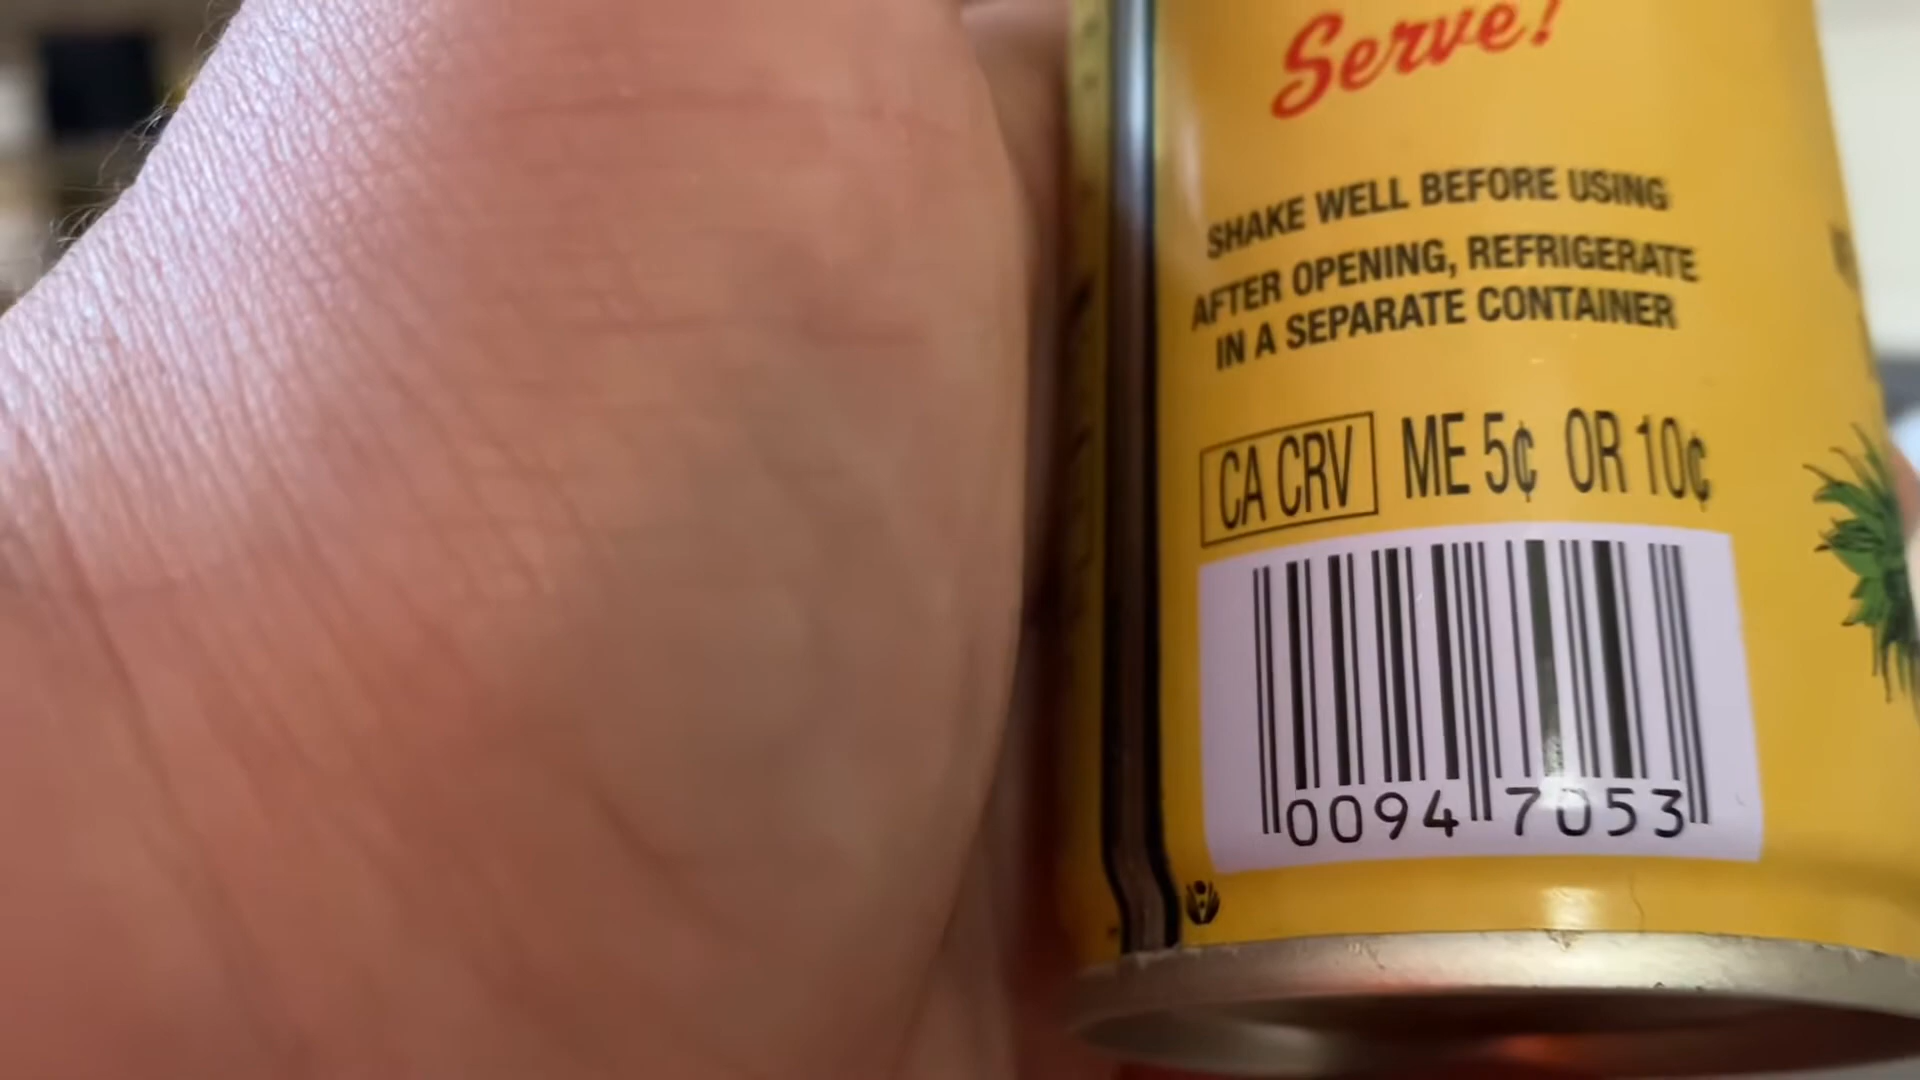 Serve!
SHAKE WELL BEFORE USING
AFTER OPENING, REFRIGERATE
IN A SEPARATE CONTAINER
CA CRV ME 5¢ OR 10¢
0094 7053